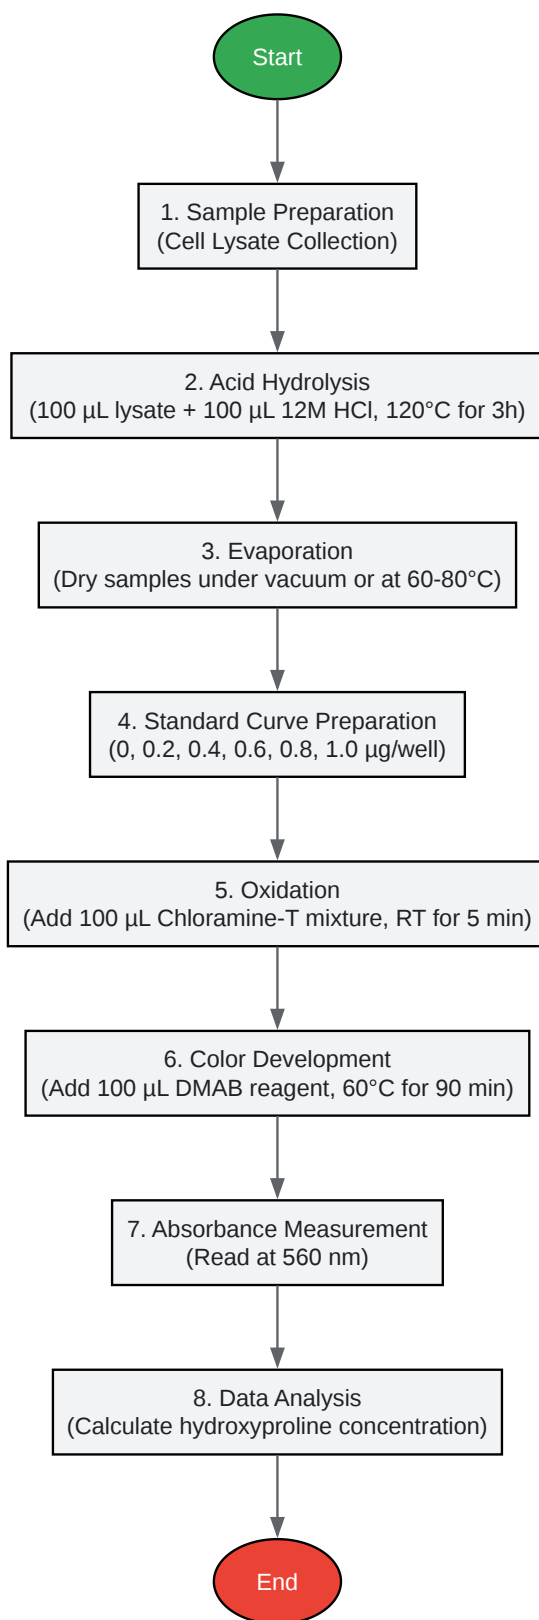 Start
1. Sample Preparation
(Cell Lysate Collection)
2. Acid Hydrolysis
(100 µL lysate + 100 µL 12M HCl, 120°C for 3h)
3. Evaporation
(Dry samples under vacuum or at 60-80°C)
4. Standard Curve Preparation
(0, 0.2, 0.4, 0.6, 0.8, 1.0 µg/well)
5. Oxidation
(Add 100 µL Chloramine-T mixture, RT for 5 min)
6. Color Development
(Add 100 µL DMAB reagent, 60°C for 90 min)
7. Absorbance Measurement
(Read at 560 nm)
8. Data Analysis
(Calculate hydroxyproline concentration)
End